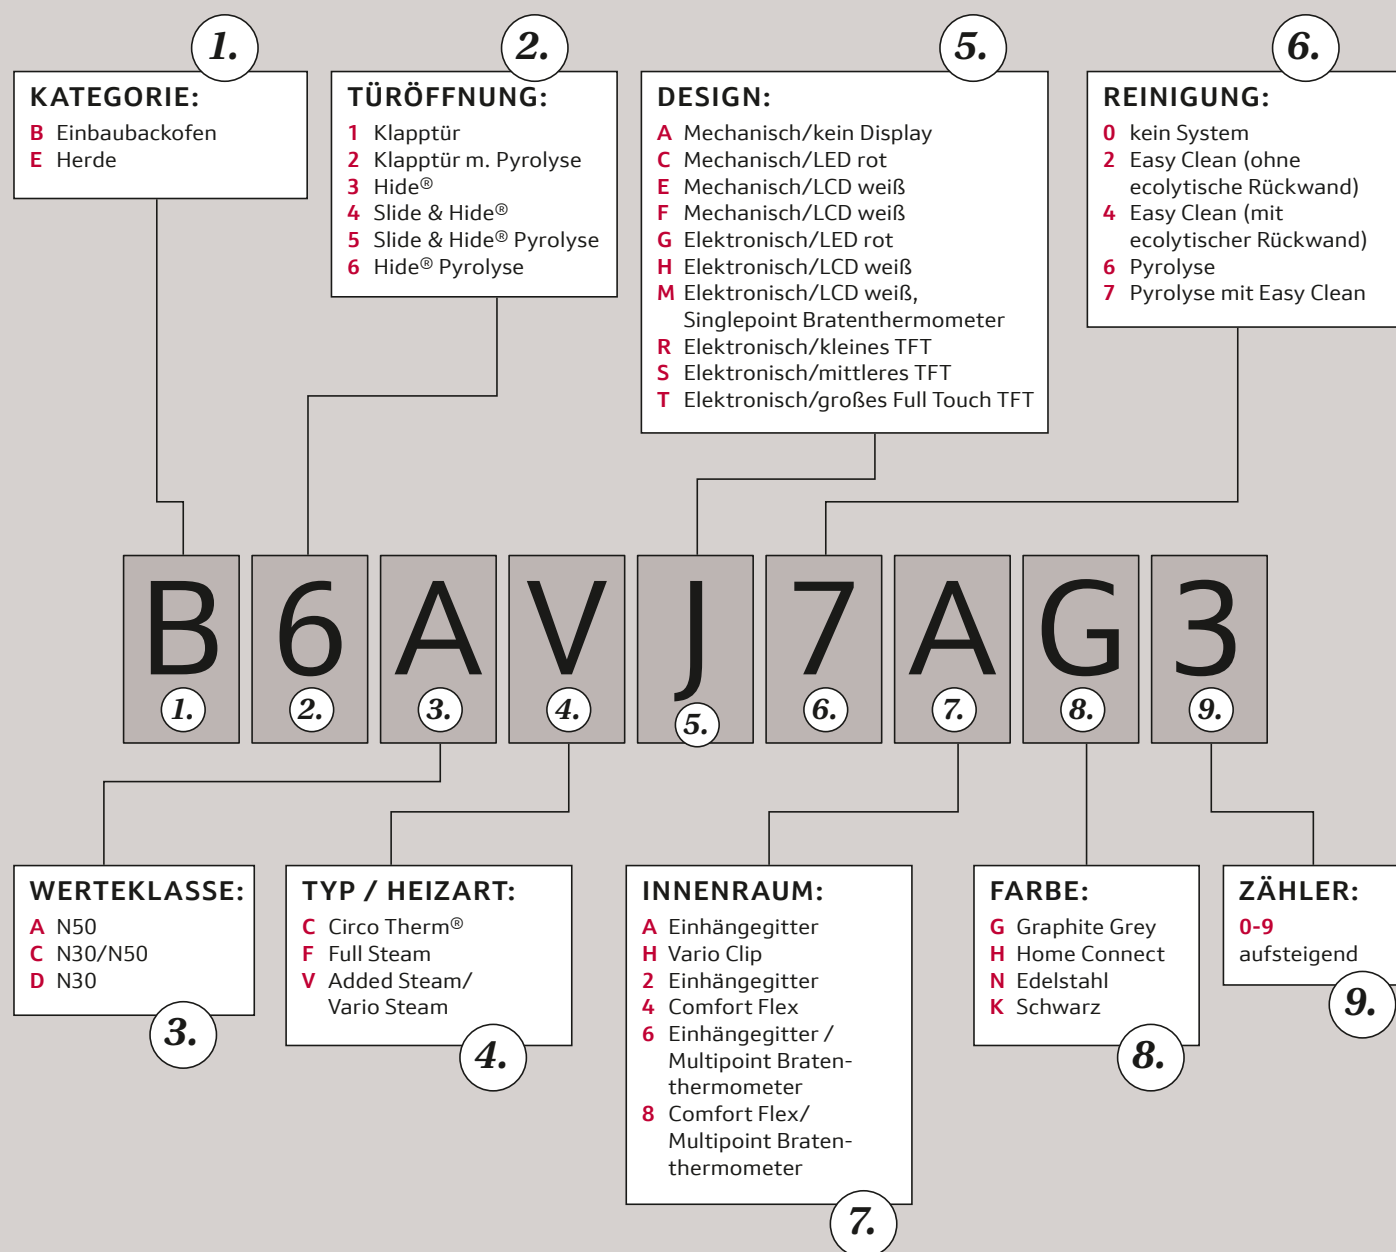 1.
KATEGORIE:
B Einbaubackofen
E Herde
2.
TÜRÖFFNUNG:
1 Klapptür
2 Klapptür m. Pyrolyse
3 Hide®
4 Slide & Hide®
5 Slide & Hide® Pyrolyse
6 Hide® Pyrolyse
5.
DESIGN:
A Mechanisch/kein Display
C Mechanisch/LED rot
E Mechanisch/LCD weiß
F Mechanisch/LCD weiß
G Elektronisch/LED rot
H Elektronisch/LCD weiß
M Elektronisch/LCD weiß,
Singlepoint Bratenthermometer
R Elektronisch/kleines TFT
S Elektronisch/mittleres TFT
T Elektronisch/großes Full Touch TFT
6.
REINIGUNG:
0 kein System
2 Easy Clean (ohne
ecolytische Rückwand)
4 Easy Clean (mit
ecolytischer Rückwand)
6 Pyrolyse
7 Pyrolyse mit Easy Clean
B 6 A V J 7 A G 3
1. 2. 3. 4. 5. 6. 7. 8. 9.
WERTEKLASSE:
A N50
C N30/N50
D N30
3.
TYP / HEIZART:
C Circo Therm®
F Full Steam
V Added Steam/
Vario Steam
4.
INNENRAUM:
A Einhängegitter
H Vario Clip
2 Einhängegitter
4 Comfort Flex
6 Einhängegitter /
Multipoint Braten-
thermometer
8 Comfort Flex/
Multipoint Braten-
thermometer
7.
FARBE:
G Graphite Grey
H Home Connect
N Edelstahl
K Schwarz
8.
ZÄHLER:
0-9
aufsteigend
9.